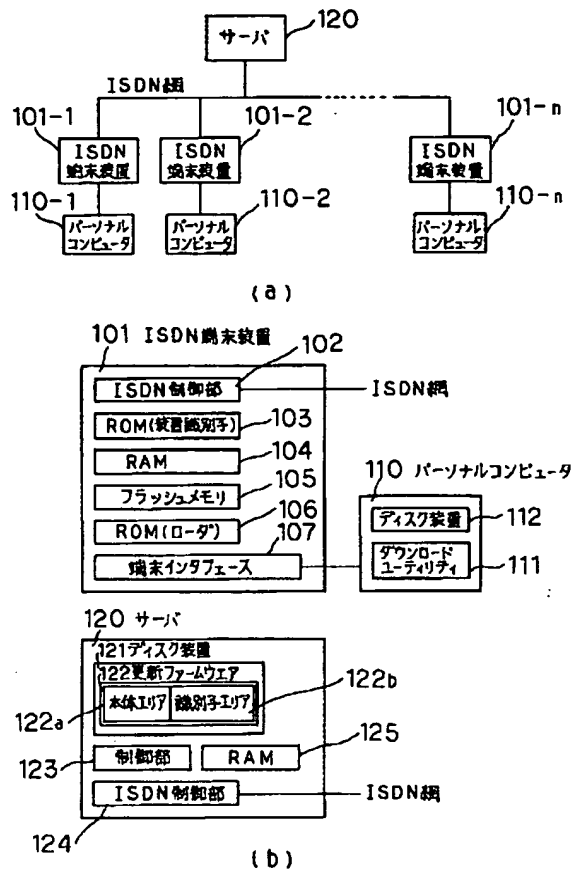 サーバ
120
ISDN網
101-1
101-2
101-n
ISDN
端末装置
ISDN
端末装置
ISDN
端末装置
110-1
110-2
110-n
パーソナル
コンピュータ
パーソナル
コンピュータ
パーソナル
コンピュータ
(a)
101 ISDN端末装置
102
ISDN制御部
ISDN網
ROM(装置識別子)
103
RAM
104
フラッシュメモリ
105
ROM(ローダ)
106
107
端末インタフェース
110 パーソナルコンピュータ
ディスク装置
112
ダウンロード
ユーティリティ
111
120 サーバ
121ディスク装置
122更新ファームウェア
本体エリア
識別子エリア
122a
122b
制御部
123
RAM
125
ISDN制御部
ISDN網
124
(b)